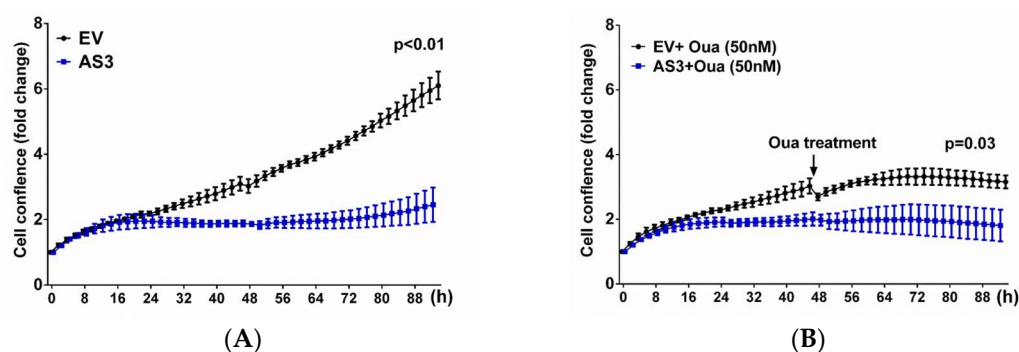 8
6
4
2
0
Cell conflence (fold change)
EV
AS3
p<0.01
0 8 16 24 32 40 48 56 64 72 80 88 (h)
(A)
8
6
4
2
0
Cell conflence (fold change)
EV+ Oua (50nM)
AS3+Oua (50nM)
Oua treatment
p=0.03
0 8 16 24 32 40 48 56 64 72 80 88 (h)
(B)